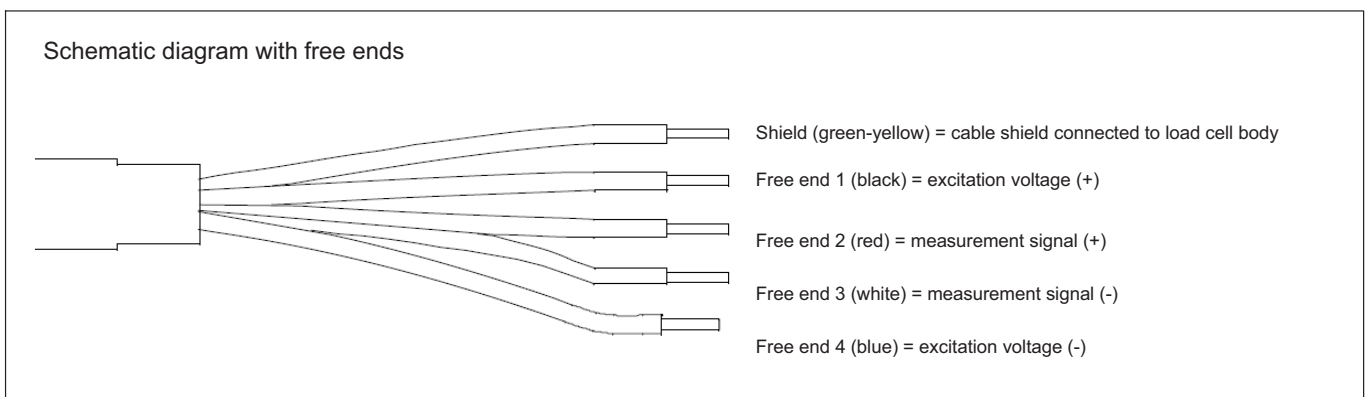 Schematic diagram with free ends
Shield (green-yellow) = cable shield connected to load cell body
Free end 1 (black) = excitation voltage (+)
Free end 2 (red) = measurement signal (+)
Free end 3 (white) = measurement signal (-)
Free end 4 (blue) = excitation voltage (-)